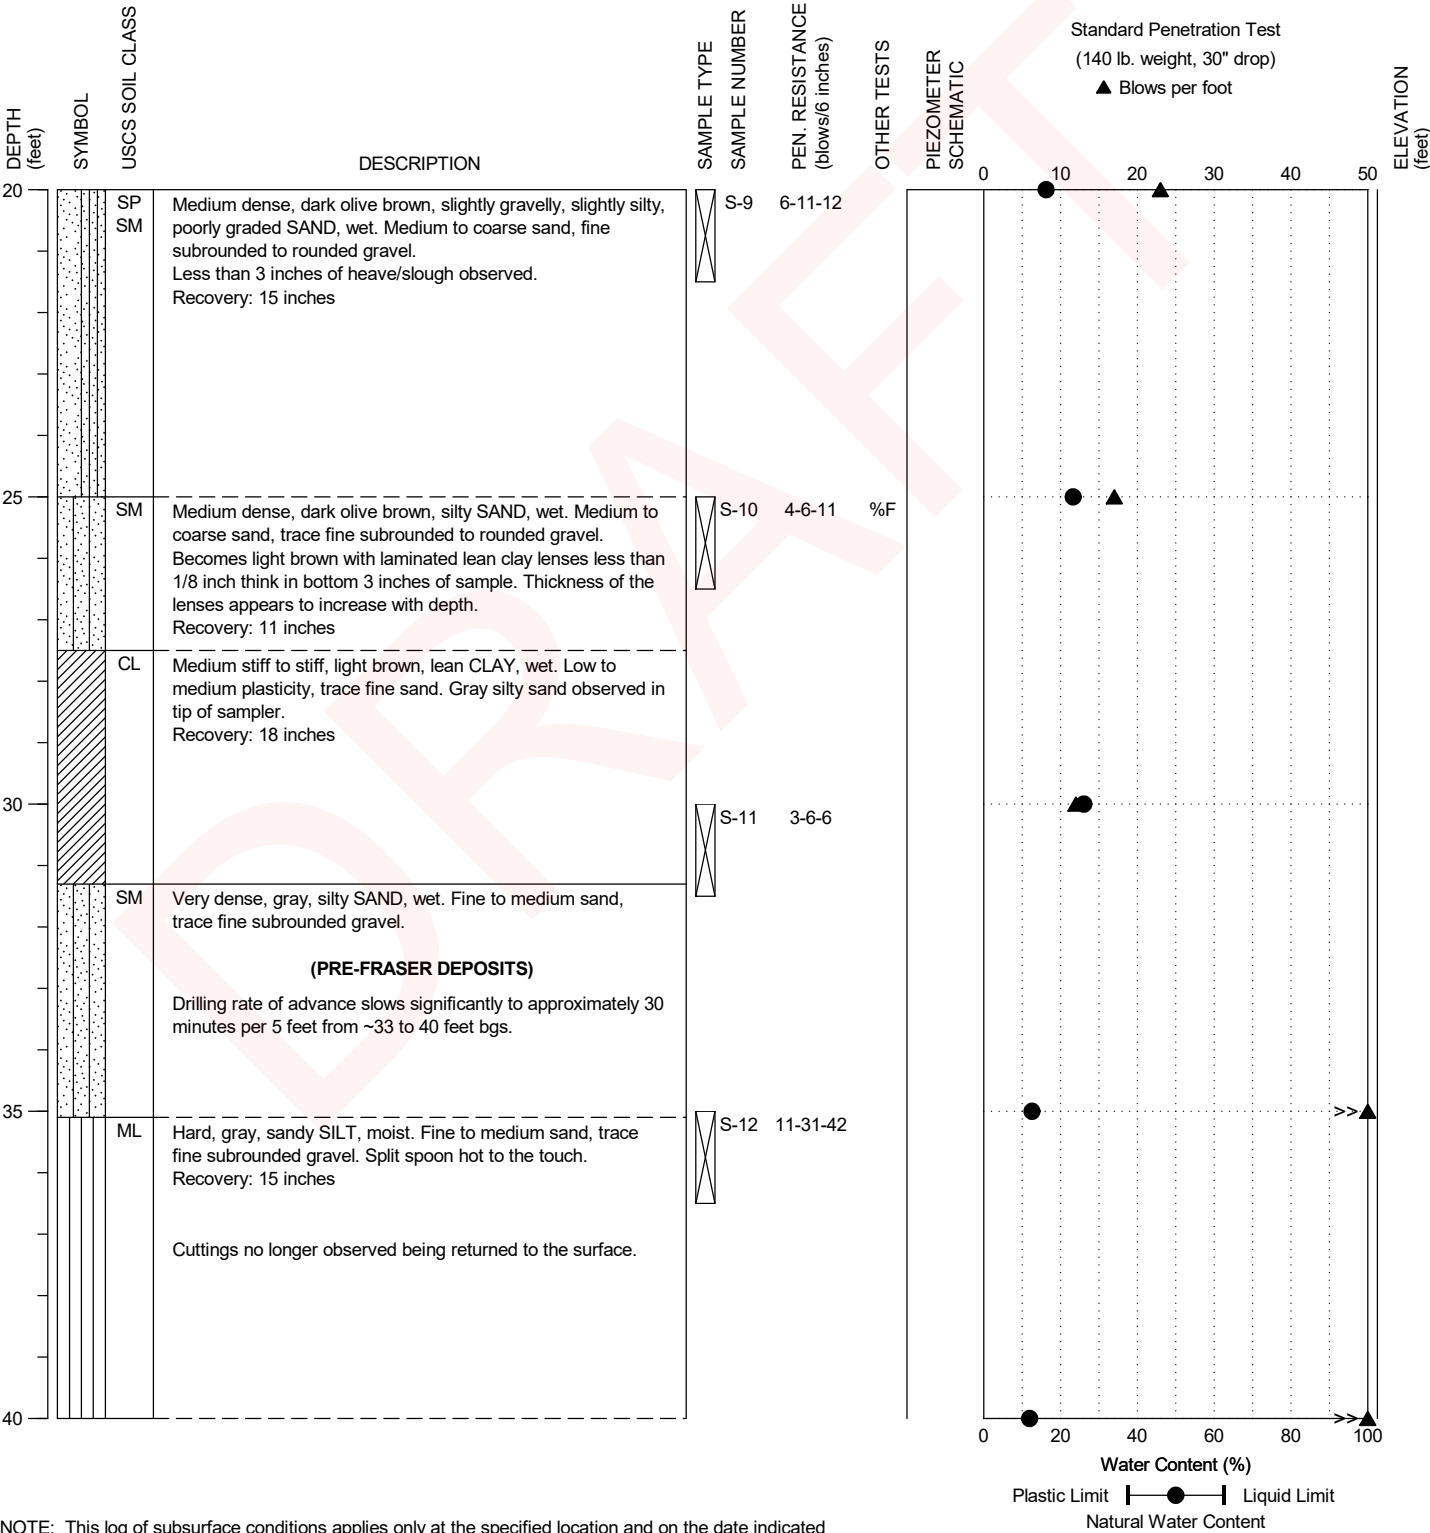 DEPTH
(feet)
SYMBOL
USCS SOIL CLASS
DESCRIPTION
SAMPLE TYPE
SAMPLE NUMBER
PEN. RESISTANCE
(blows/6 inches)
OTHER TESTS
PIEZOMETER
SCHEMATIC
Standard Penetration Test
(140 lb. weight, 30" drop)
▲ Blows per foot
ELEVATION
(feet)
0 10 20 30 40 50
20
SP
SM
Medium dense, dark olive brown, slightly gravelly, slightly silty,
poorly graded SAND, wet. Medium to coarse sand, fine
subrounded to rounded gravel.
Less than 3 inches of heave/slough observed.
Recovery: 15 inches
S-9 6-11-12
25
SM
Medium dense, dark olive brown, silty SAND, wet. Medium to
coarse sand, trace fine subrounded to rounded gravel.
Becomes light brown with laminated lean clay lenses less than
1/8 inch think in bottom 3 inches of sample. Thickness of the
lenses appears to increase with depth.
Recovery: 11 inches
S-10 4-6-11 %F
CL
Medium stiff to stiff, light brown, lean CLAY, wet. Low to
medium plasticity, trace fine sand. Gray silty sand observed in
tip of sampler.
Recovery: 18 inches
30
S-11 3-6-6
SM
Very dense, gray, silty SAND, wet. Fine to medium sand,
trace fine subrounded gravel.
(PRE-FRASER DEPOSITS)
Drilling rate of advance slows significantly to approximately 30
minutes per 5 feet from ~33 to 40 feet bgs.
35
>>
ML
Hard, gray, sandy SILT, moist. Fine to medium sand, trace
fine subrounded gravel. Split spoon hot to the touch.
Recovery: 15 inches
S-12 11-31-42
Cuttings no longer observed being returned to the surface.
40
>>
0 20 40 60 80 100
Water Content (%)
Plastic Limit Liquid Limit
Natural Water Content
NOTE: This log of subsurface conditions applies only at the specified location and on the date indicated
DRAFT